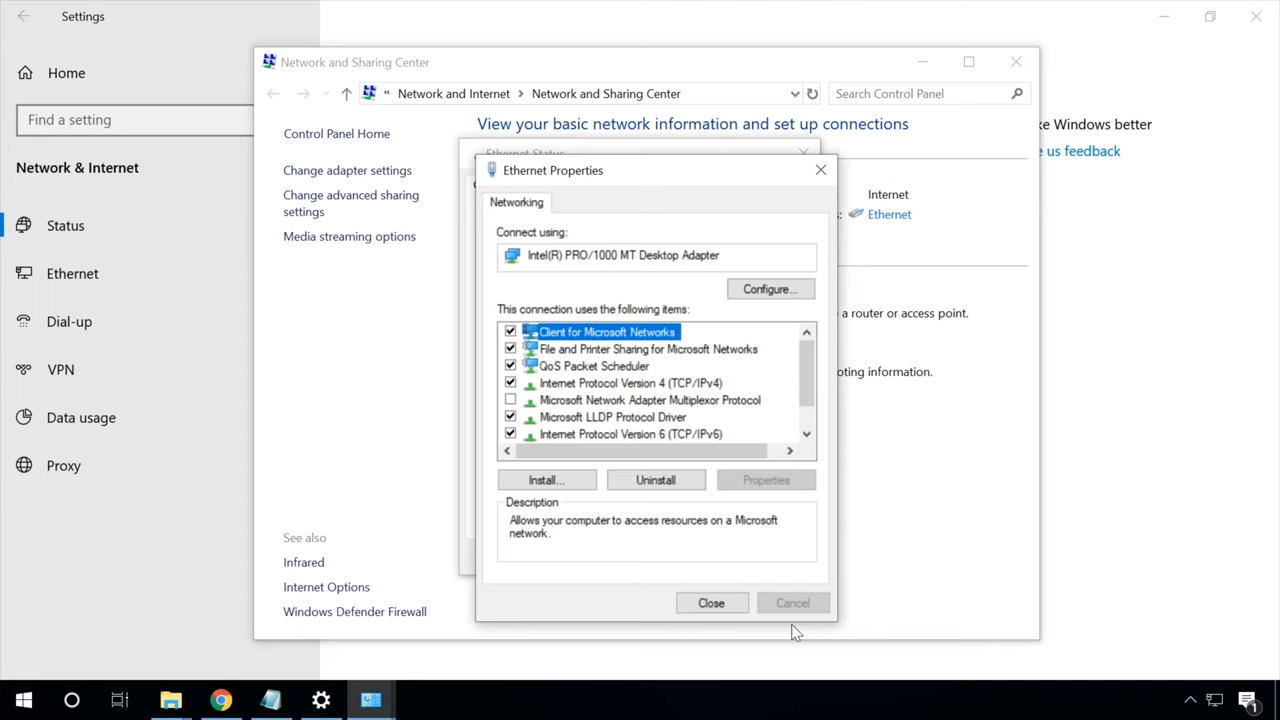 Settings
Home
Find a setting
Network & Internet
Status
Ethernet
Dial-up
VPN
Data usage
Proxy
Network and Sharing Center
« Network and Internet > Network and Sharing Center
Search Control Panel
Control Panel Home
Change adapter settings
Change advanced sharing
settings
Media streaming options
See also
Infrared
Internet Options
Windows Defender Firewall
View your basic network information and set up connections
Internet
: Ethernet
a router or access point.
oting information.
ke Windows better
e us feedback
Ethernet Status
Ethernet Properties
Networking
Connect using:
Intel(R) PRO/1000 MT Desktop Adapter
Configure...
This connection uses the following items:
Client for Microsoft Networks
File and Printer Sharing for Microsoft Networks
QoS Packet Scheduler
Internet Protocol Version 4 (TCP/IPv4)
Microsoft Network Adapter Multiplexor Protocol
Microsoft LLDP Protocol Driver
Internet Protocol Version 6 (TCP/IPv6)
Install...
Uninstall
Properties
Description
Allows your computer to access resources on a Microsoft
network.
Close
Cancel
1